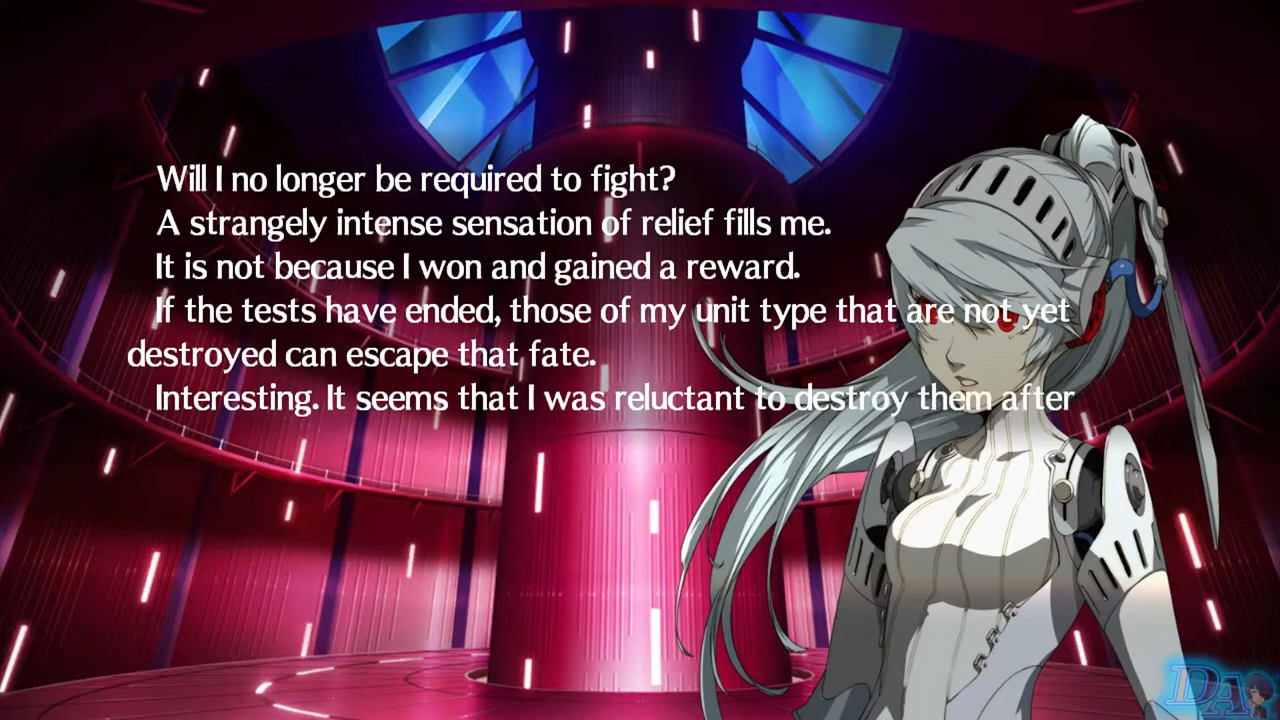 Will I no longer be required to fight?
A strangely intense sensation of relief fills me.
It is not because I won and gained a reward.
If the tests have ended, those of my unit type that are not yet
destroyed can escape that fate.
Interesting. It seems that I was reluctant to destroy them after
DA